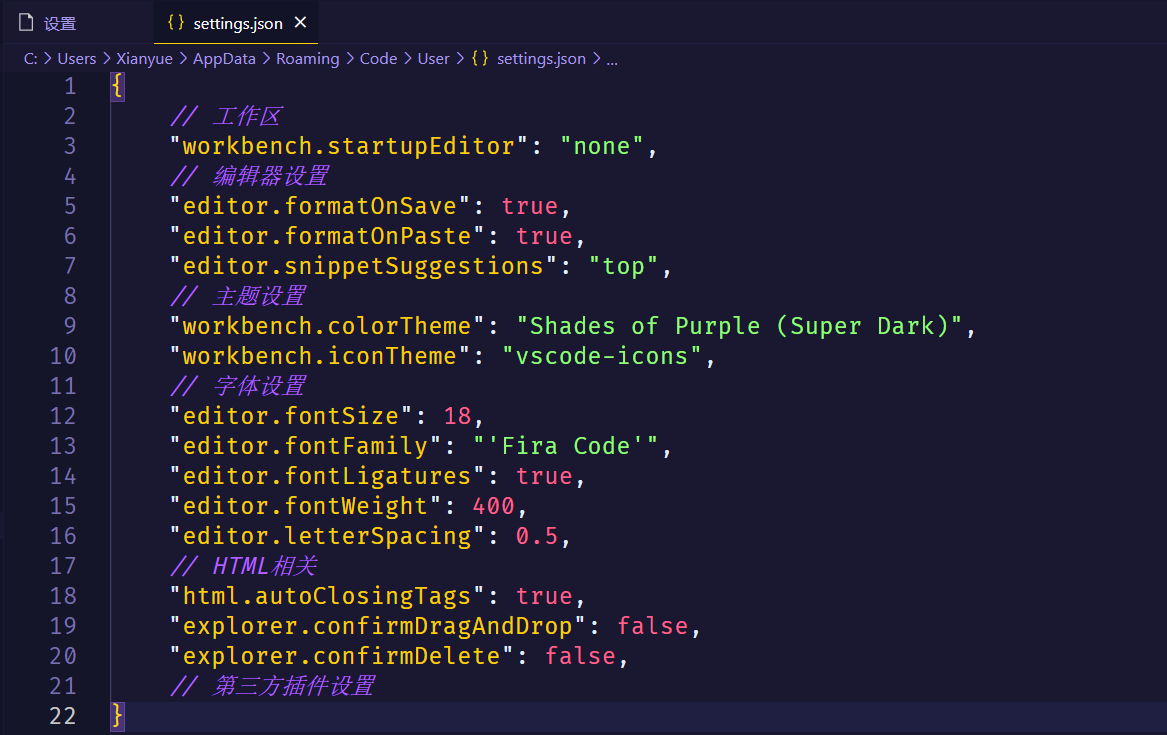 设置 {} settings.json ×
C: > Users > Xianyue > AppData > Roaming > Code > User > {} settings.json > ...
1 {
2 // 工作区
3 "workbench.startupEditor": "none",
4 // 编辑器设置
5 "editor.formatOnSave": true,
6 "editor.formatOnPaste": true,
7 "editor.snippetSuggestions": "top",
8 // 主题设置
9 "workbench.colorTheme": "Shades of Purple (Super Dark)",
10 "workbench.iconTheme": "vscode-icons",
11 // 字体设置
12 "editor.fontSize": 18,
13 "editor.fontFamily": "'Fira Code'",
14 "editor.fontLigatures": true,
15 "editor.fontWeight": 400,
16 "editor.letterSpacing": 0.5,
17 // HTML相关
18 "html.autoClosingTags": true,
19 "explorer.confirmDragAndDrop": false,
20 "explorer.confirmDelete": false,
21 // 第三方插件设置
22 }